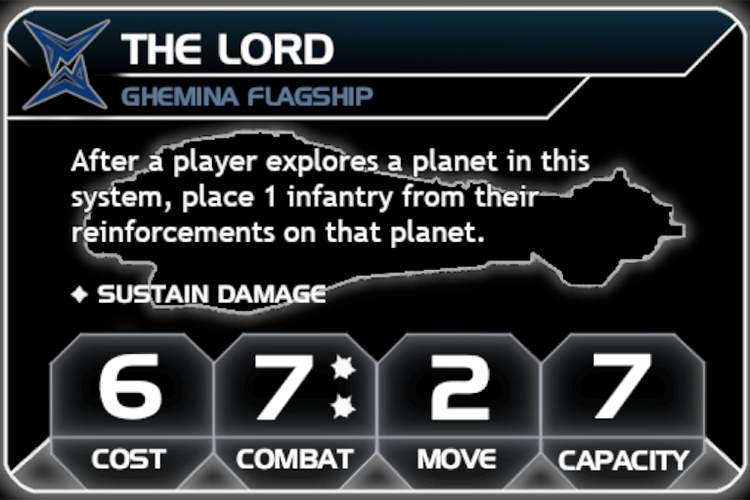 THE LORD
GHEMINA FLAGSHIP
After a player explores a planet in this
system, place 1 infantry from their
reinforcements on that planet.
SUSTAIN DAMAGE
6 7 2 7
COST COMBAT MOVE CAPACITY